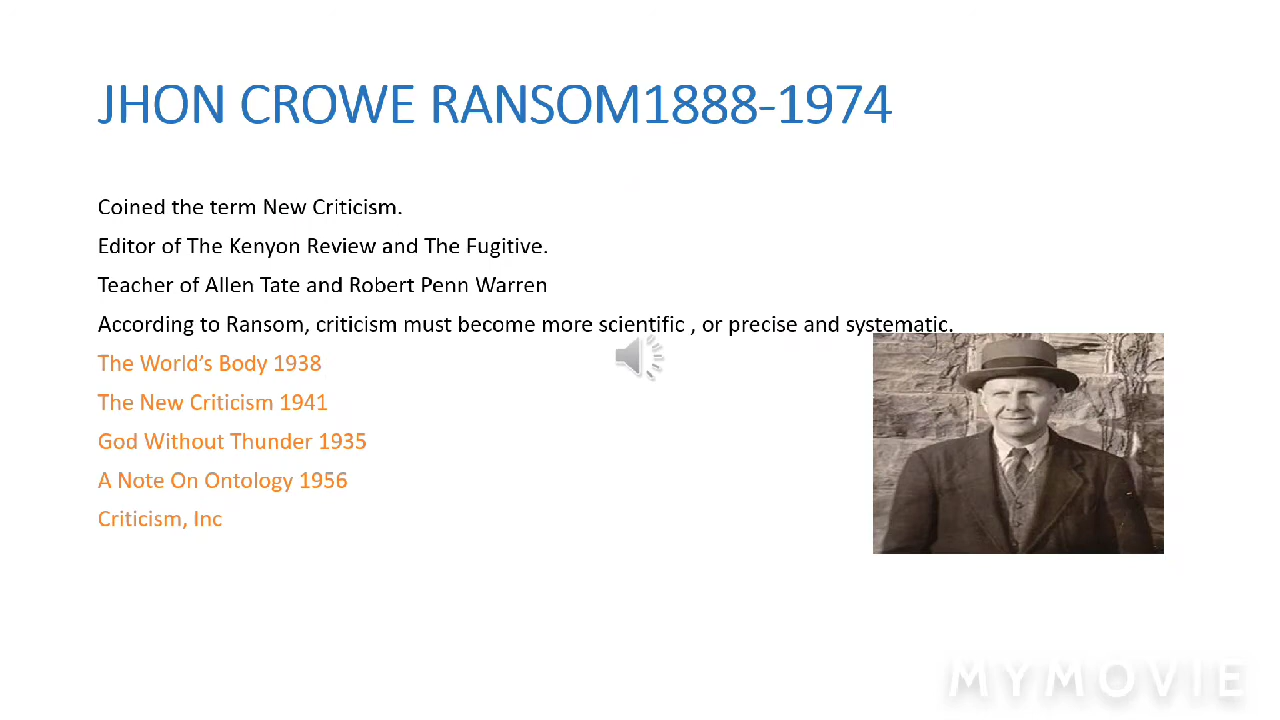 JHON CROWE RANSOM1888-1974
Coined the term New Criticism.
Editor of The Kenyon Review and The Fugitive.
Teacher of Allen Tate and Robert Penn Warren
According to Ransom, criticism must become more scientific , or precise and systematic.
The World's Body 1938
The New Criticism 1941
God Without Thunder 1935
A Note On Ontology 1956
Criticism, Inc
MYMOVIE